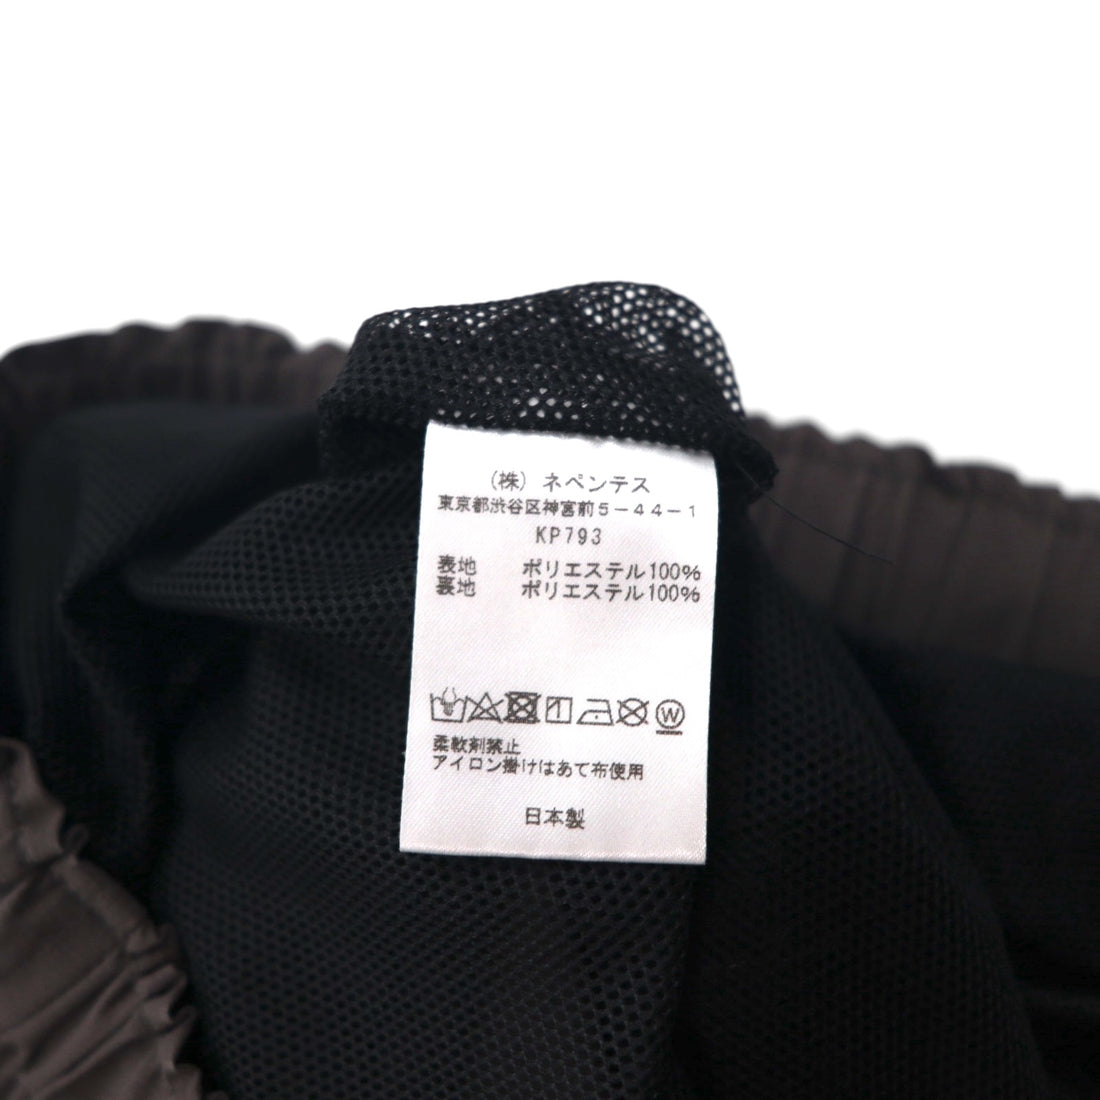 （株）ネペンテス
東京都渋谷区神宮前5－44－1
KP793
表地 ポリエステル100%
裏地 ポリエステル100%
W
柔軟剤禁止
アイロン掛けはあて布使用
日本製